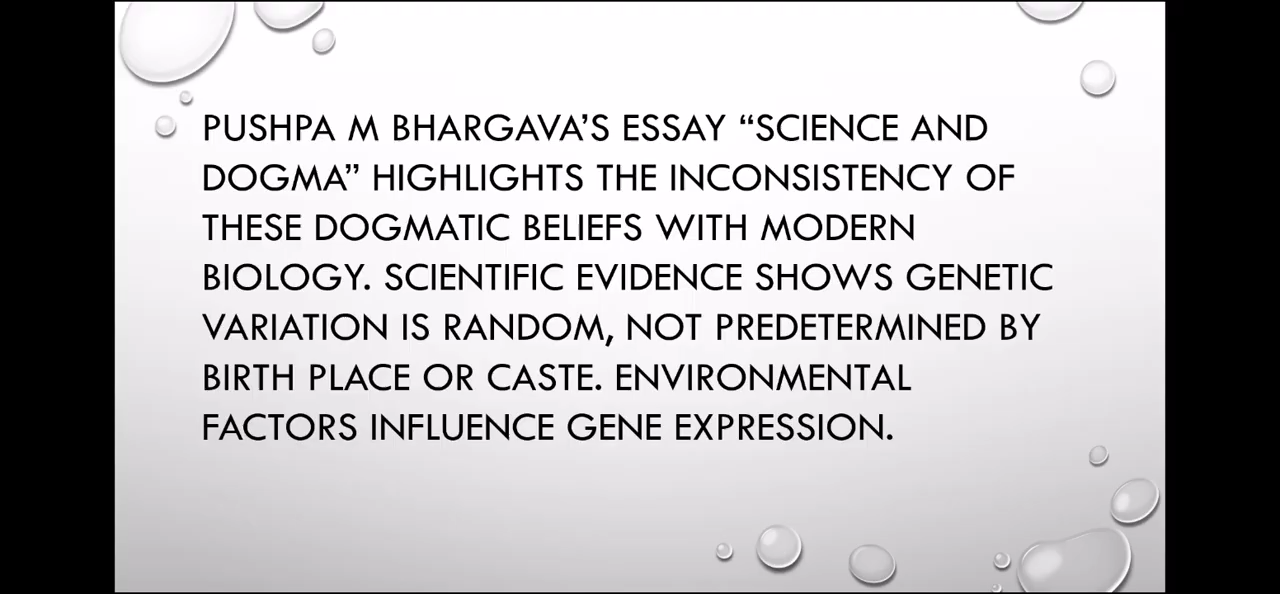 PUSHPA M BHARGAVA’S ESSAY “SCIENCE AND
DOGMA” HIGHLIGHTS THE INCONSISTENCY OF
THESE DOGMATIC BELIEFS WITH MODERN
BIOLOGY. SCIENTIFIC EVIDENCE SHOWS GENETIC
VARIATION IS RANDOM, NOT PREDETERMINED BY
BIRTH PLACE OR CASTE. ENVIRONMENTAL
FACTORS INFLUENCE GENE EXPRESSION.